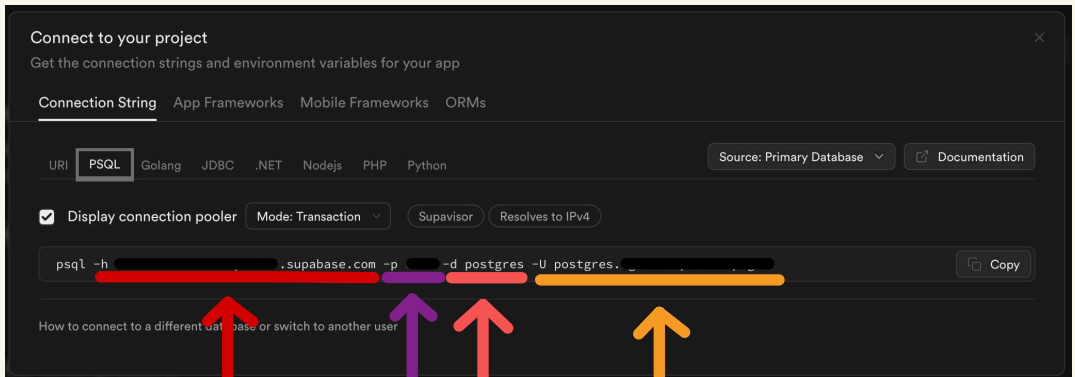 Connect to your project
Get the connection strings and environment variables for your app
Connection String App Frameworks Mobile Frameworks ORMs
URI PSQL Golang JDBC .NET Nodejs PHP Python Source: Primary Database Documentation
Display connection pooler Mode: Transaction Supavisor Resolves to IPv4
psql -h .supabase.com -p -d postgres -U postgres. Copy
How to connect to a different database or switch to another user